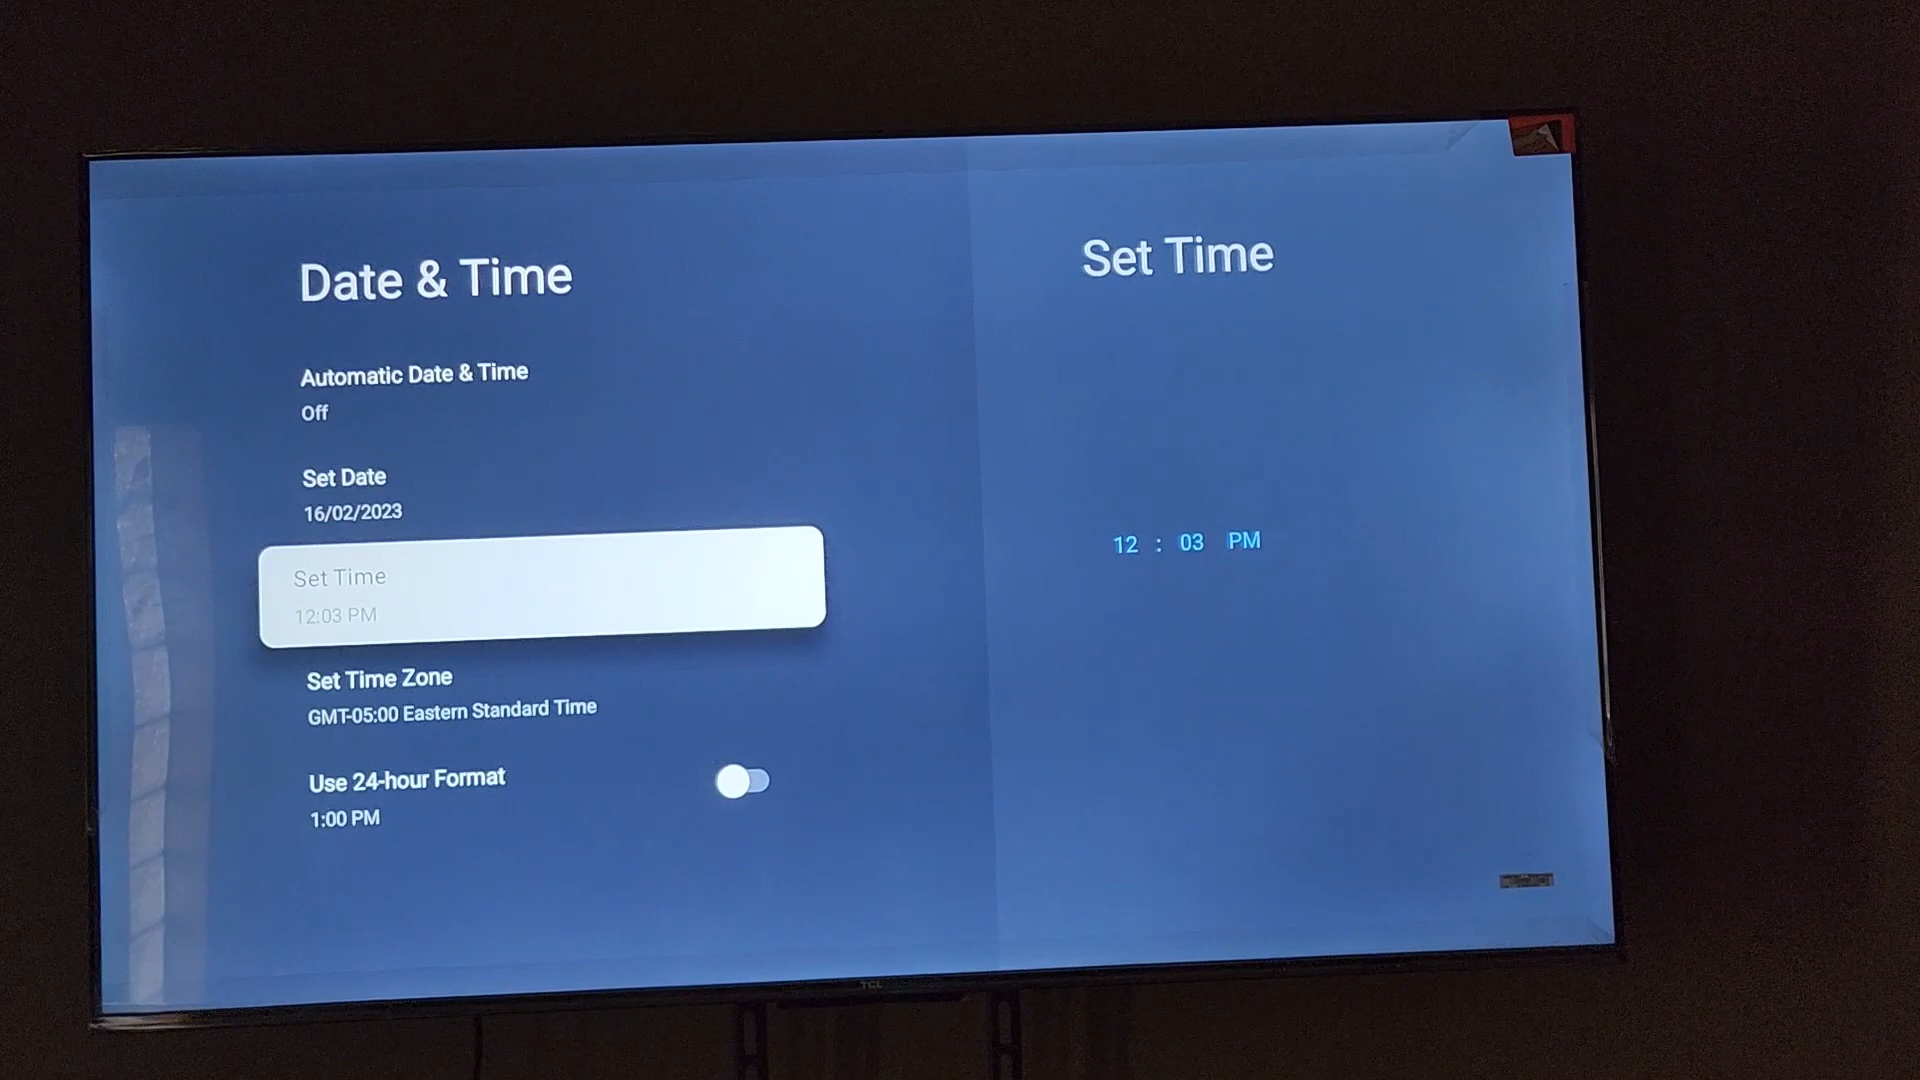 Date & Time
Automatic Date & Time
Off
Set Date
16/02/2023
Set Time
12:03 PM
Set Time Zone
GMT-05:00 Eastern Standard Time
Use 24-hour Format
1:00 PM
Set Time
12 : 03 PM
TCL